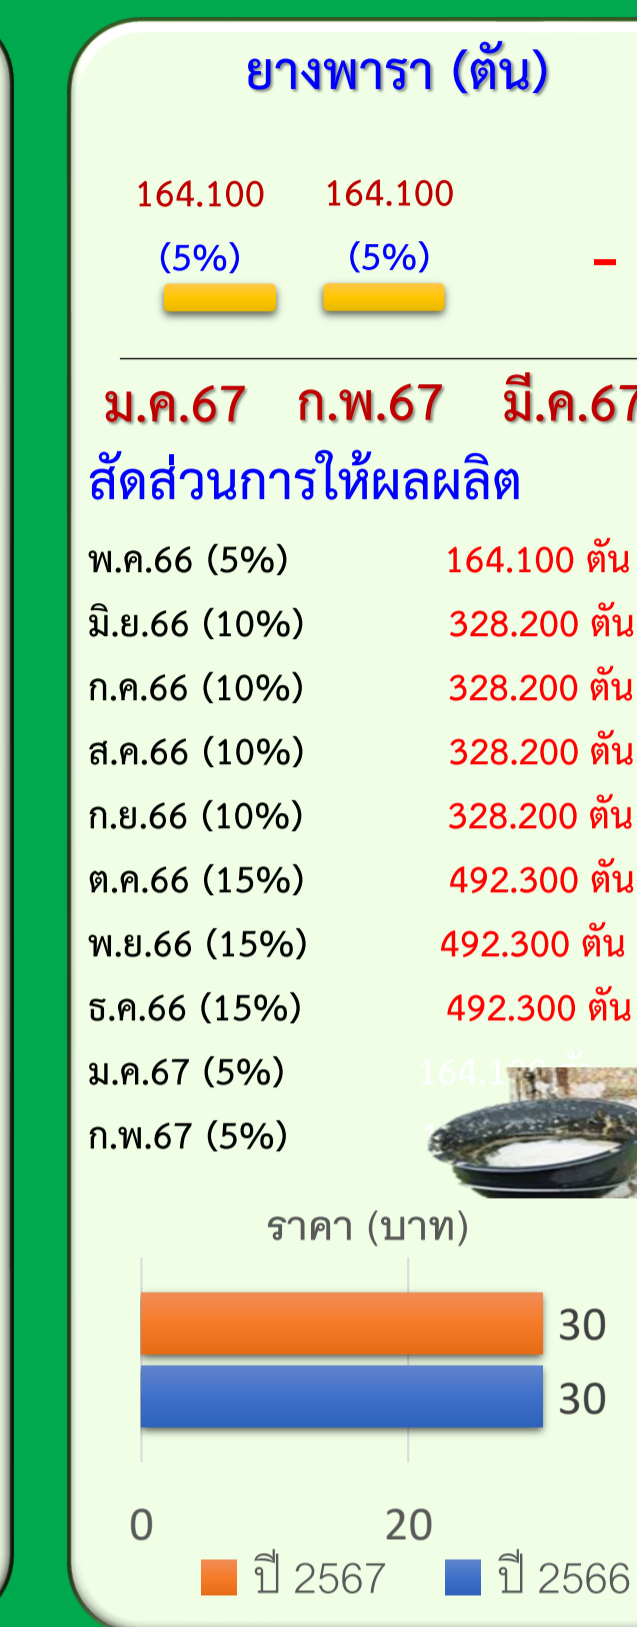 ยางพารา (ตัน)
164.100 164.100
(5%) (5%) -
ม.ค.67 ก.พ.67 มี.ค.67
สัดส่วนการให้ผลผลิต
พ.ค.66 (5%) 164.100 ตัน
มิ.ย.66 (10%) 328.200 ตัน
ก.ค.66 (10%) 328.200 ตัน
ส.ค.66 (10%) 328.200 ตัน
ก.ย.66 (10%) 328.200 ตัน
ต.ค.66 (15%) 492.300 ตัน
พ.ย.66 (15%) 492.300 ตัน
ธ.ค.66 (15%) 492.300 ตัน
ม.ค.67 (5%)
ก.พ.67 (5%)
ราคา (บาท)
30
30
0 20
ปี 2567 ปี 2566